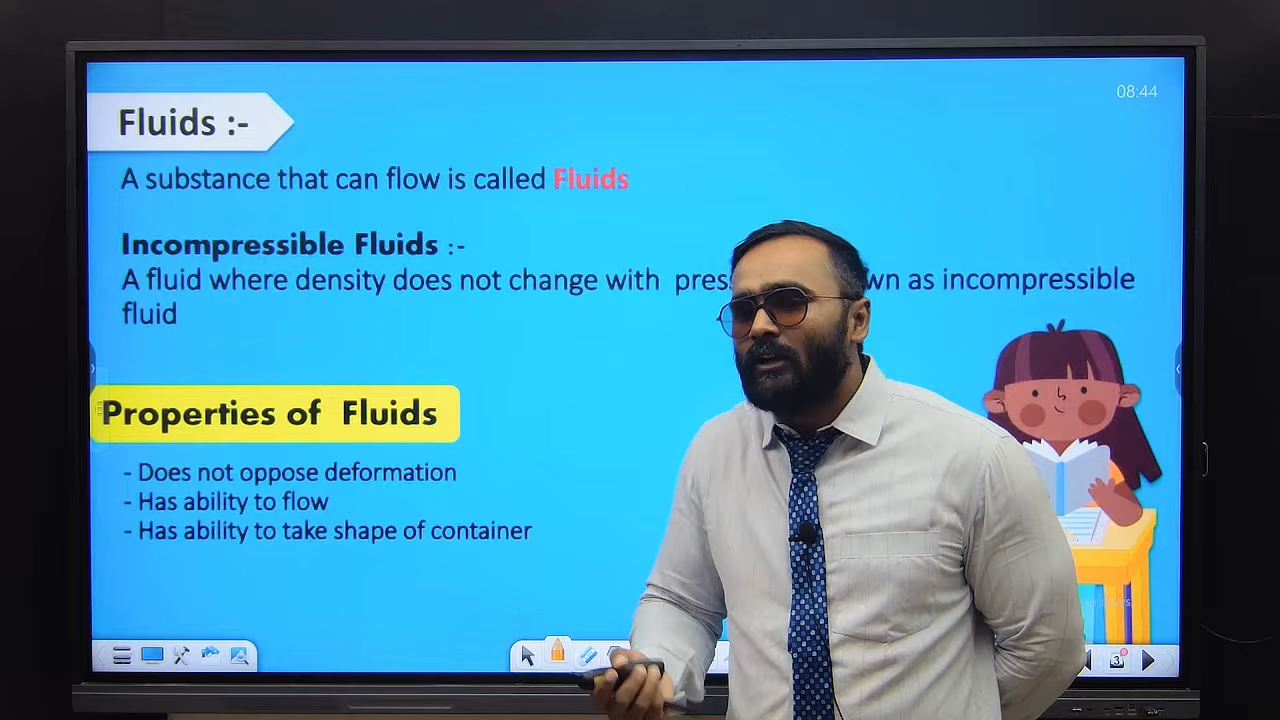 08:44
Fluids :-
A substance that can flow is called Fluids
Incompressible Fluids :-
A fluid where density does not change with as incompressible
fluid
Properties of Fluids
- Does not oppose deformation
- Has ability to flow
- Has ability to take shape of container
3